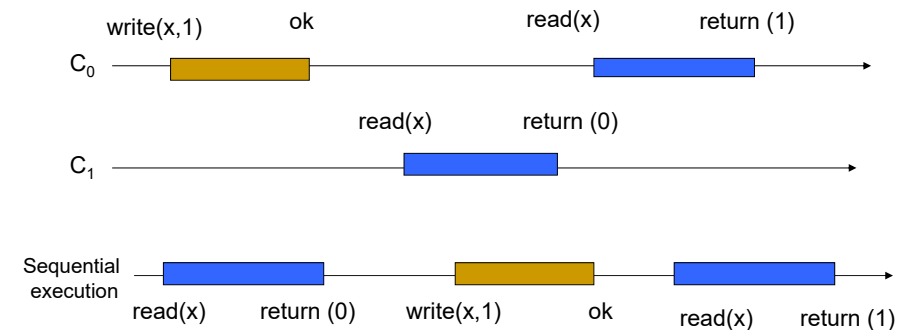 write(x,1) ok read(x) return (1)
C0
read(x) return (0)
C1
Sequential
execution
read(x) return (0) write(x,1) ok read(x) return (1)